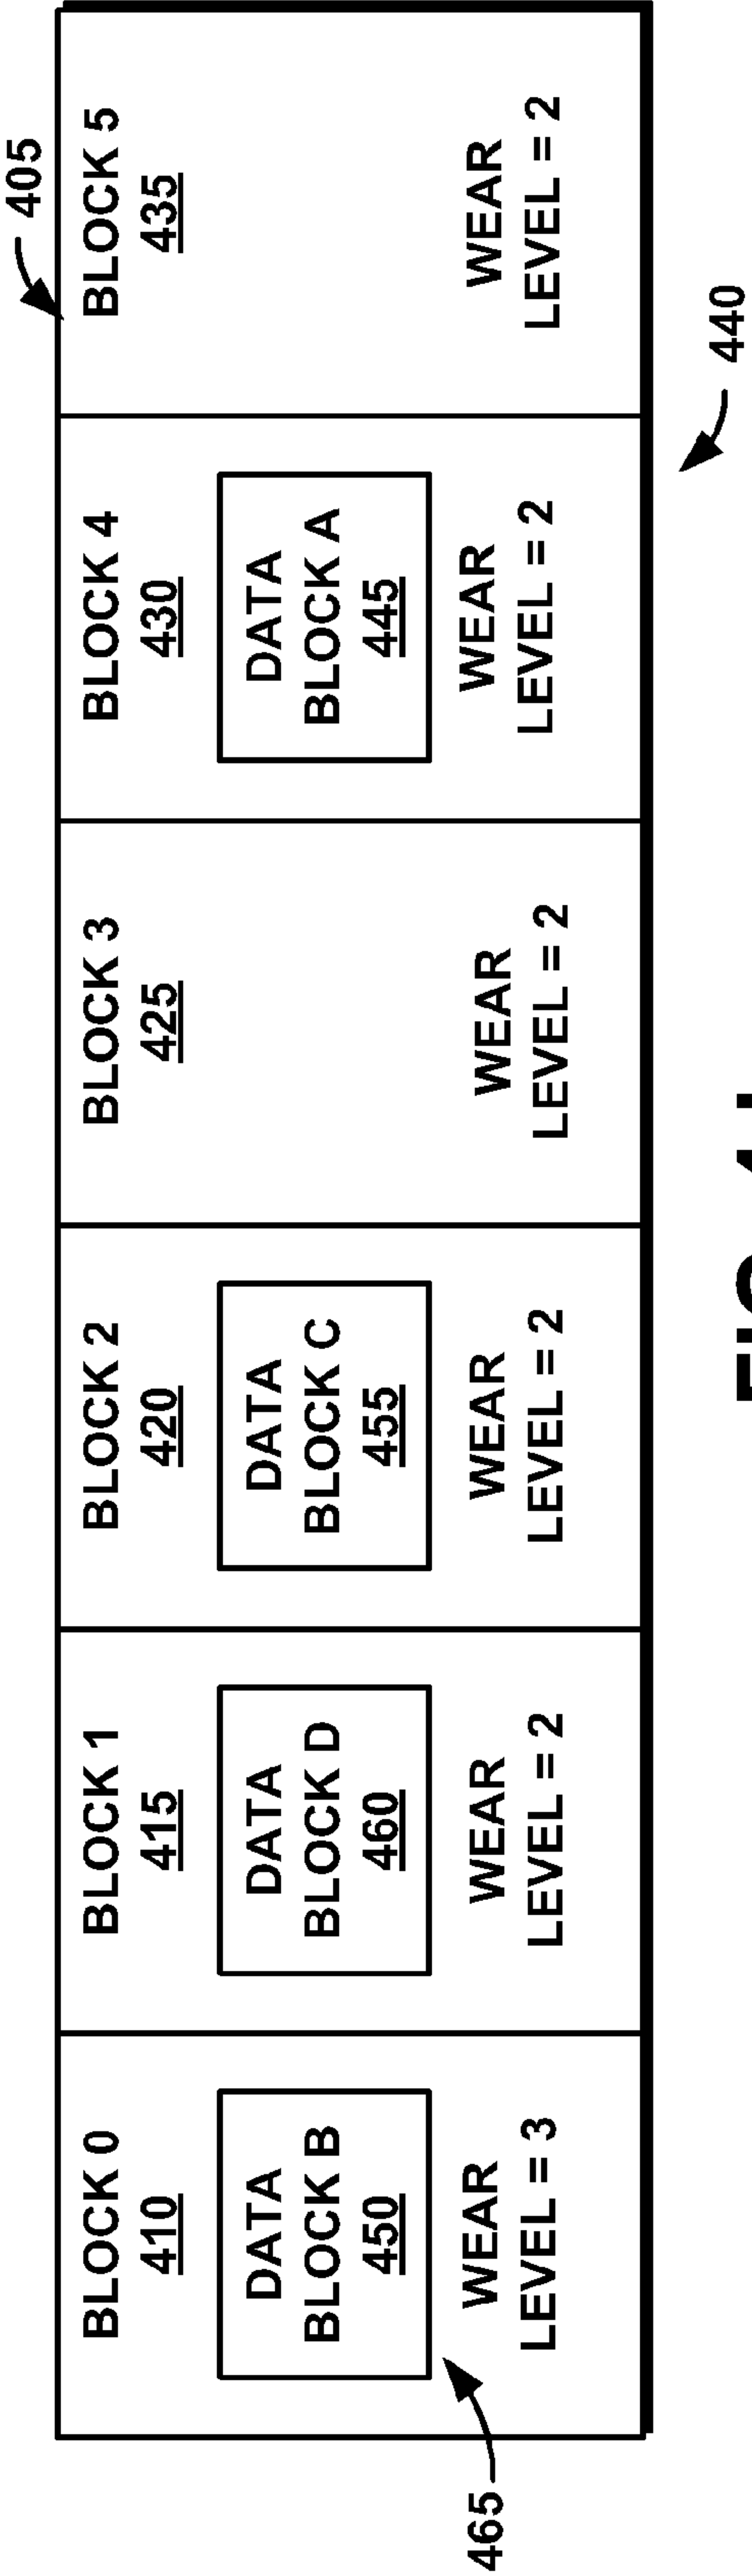 405
BLOCK 0
410
DATA
BLOCK B
450
WEAR
LEVEL = 3
BLOCK 1
415
DATA
BLOCK D
460
WEAR
LEVEL = 2
BLOCK 2
420
DATA
BLOCK C
455
WEAR
LEVEL = 2
BLOCK 3
425
WEAR
LEVEL = 2
BLOCK 4
430
DATA
BLOCK A
445
WEAR
LEVEL = 2
BLOCK 5
435
WEAR
LEVEL = 2
465
440